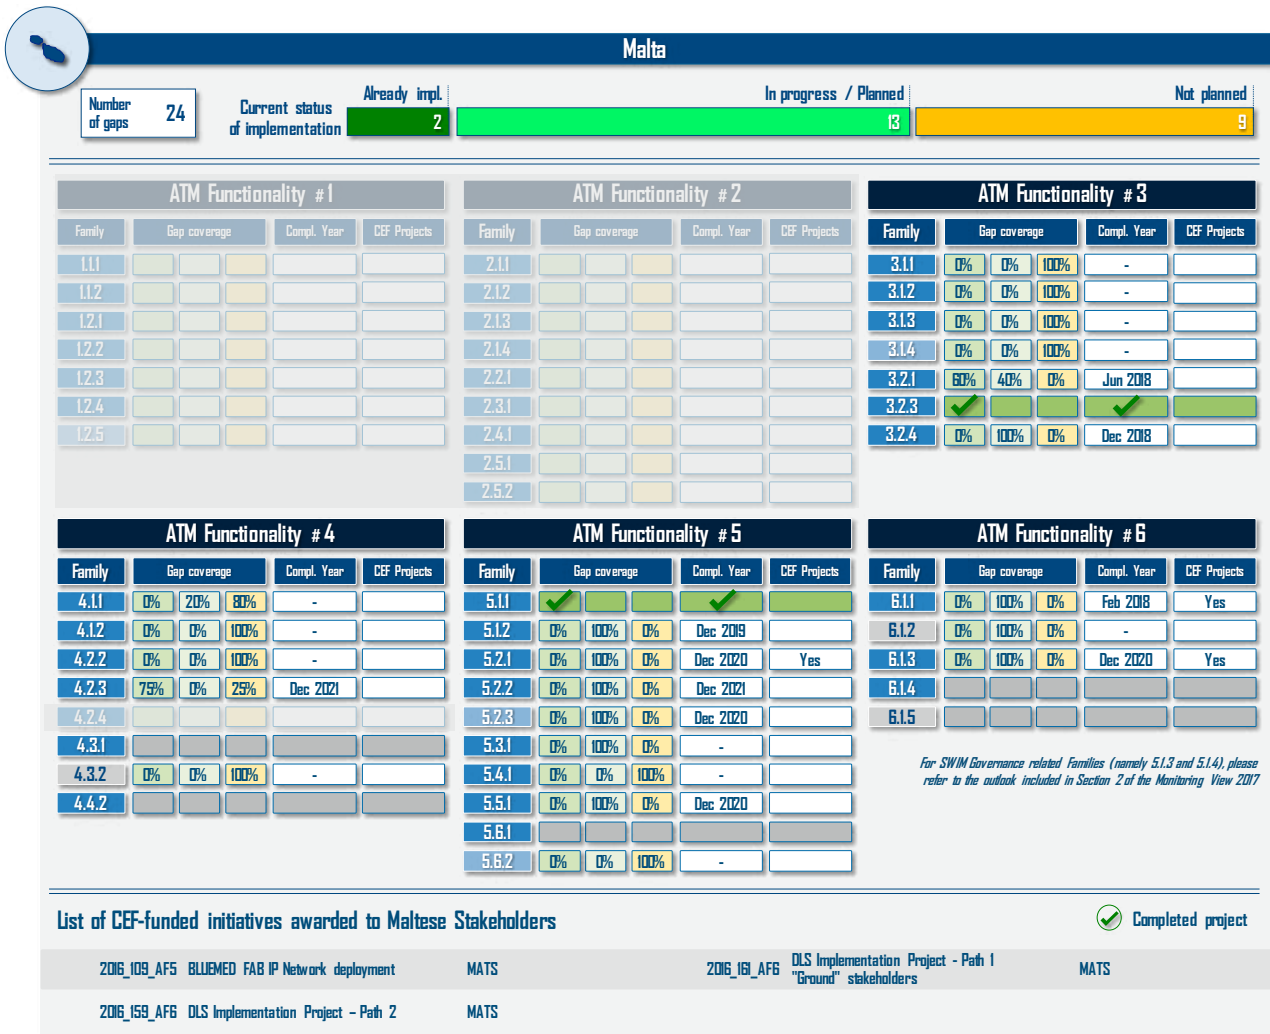 Malta
Number of gaps 24
Current status of implementation
Already impl. 2
In progress / Planned 13
Not planned 9
ATM Functionality #1
Family Gap coverage Compl. Year CEF Projects
1.1.1
1.1.2
1.2.1
1.2.2
1.2.3
1.2.4
1.2.5
ATM Functionality #2
Family Gap coverage Compl. Year CEF Projects
2.1.1
2.1.2
2.1.3
2.1.4
2.2.1
2.3.1
2.4.1
2.5.1
2.5.2
ATM Functionality #3
Family Gap coverage Compl. Year CEF Projects
3.1.1 0% 0% 100% -
3.1.2 0% 0% 100% -
3.1.3 0% 0% 100% -
3.1.4 0% 0% 100% -
3.2.1 60% 40% 0% Jun 2018
3.2.3
3.2.4 0% 100% 0% Dec 2018
ATM Functionality #4
Family Gap coverage Compl. Year CEF Projects
4.1.1 0% 20% 80% -
4.1.2 0% 0% 100% -
4.2.2 0% 0% 100% -
4.2.3 75% 0% 25% Dec 2021
4.2.4
4.3.1
4.3.2 0% 0% 100% -
4.4.2
ATM Functionality #5
Family Gap coverage Compl. Year CEF Projects
5.1.1
5.1.2 0% 100% 0% Dec 2019
5.2.1 0% 100% 0% Dec 2020 Yes
5.2.2 0% 100% 0% Dec 2021
5.2.3 0% 100% 0% Dec 2020
5.3.1 0% 100% 0% -
5.4.1 0% 0% 100% -
5.5.1 0% 100% 0% Dec 2020
5.6.1
5.6.2 0% 0% 100% -
ATM Functionality #6
Family Gap coverage Compl. Year CEF Projects
6.1.1 0% 100% 0% Feb 2018 Yes
6.1.2 0% 100% 0% -
6.1.3 0% 100% 0% Dec 2020 Yes
6.1.4
6.1.5
For SWIM Governance related Families (namely 5.1.3 and 5.1.4), please
refer to the outlook included in Section 2 of the Monitoring View 2017
List of CEF-funded initiatives awarded to Maltese Stakeholders
Completed project
2016_109_AF5 BLUEMED FAB IP Network deployment MATS
2016_161_AF6 DLS Implementation Project - Path 1 "Ground" stakeholders MATS
2016_159_AF6 DLS Implementation Project – Path 2 MATS